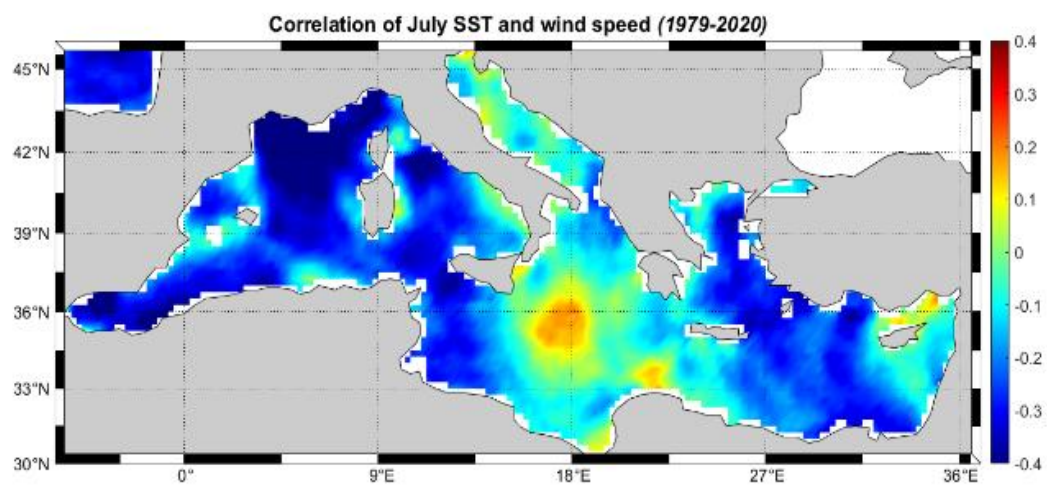 Correlation of July SST and wind speed (1979-2020)
45°N
42°N
39°N
36°N
33°N
30°N
0°
9°E
18°E
27°E
36°E
0.4
0.3
0.2
0.1
0
-0.1
-0.2
-0.3
-0.4